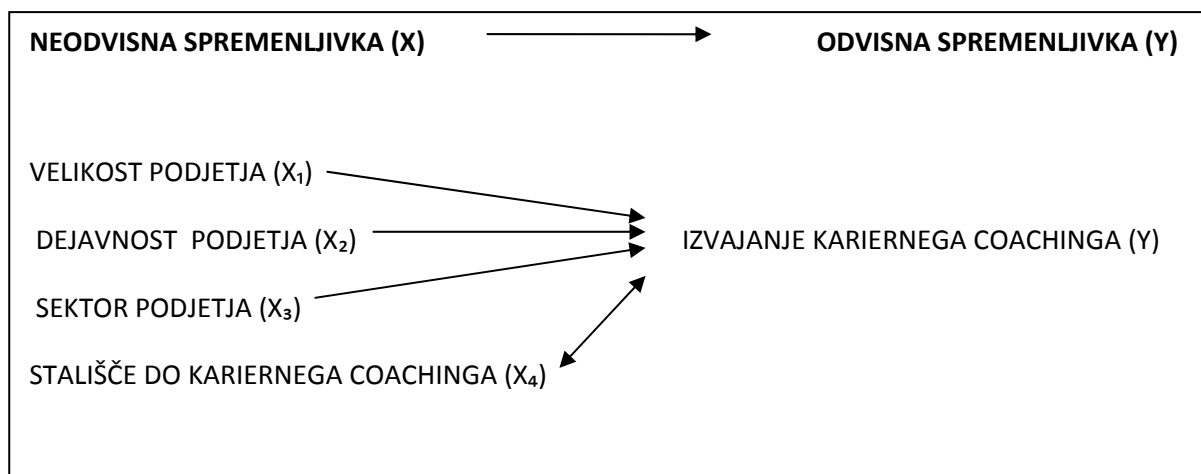 NEODVISNA SPREMENLJIVKA (X) ODVISNA SPREMENLJIVKA (Y)
VELIKOST PODJETJA (X₁)
DEJAVNOST PODJETJA (X₂)
IZVAJANJE KARIERNEGA COACHINGA (Y)
SEKTOR PODJETJA (X₃)
STALIŠČE DO KARIERNEGA COACHINGA (X₄)